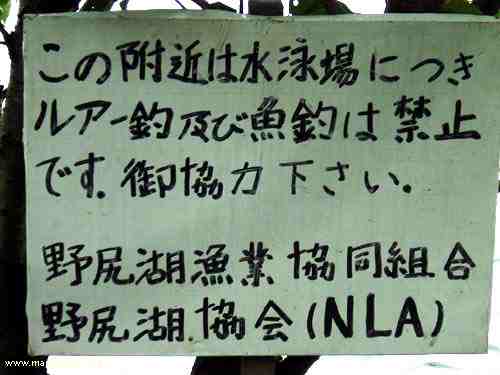 この附近は水泳場につき
ルアー釣及び魚釣は禁止
です.御協力下さい.
野尻湖漁業協同組合
野尻湖.協会(NLA)